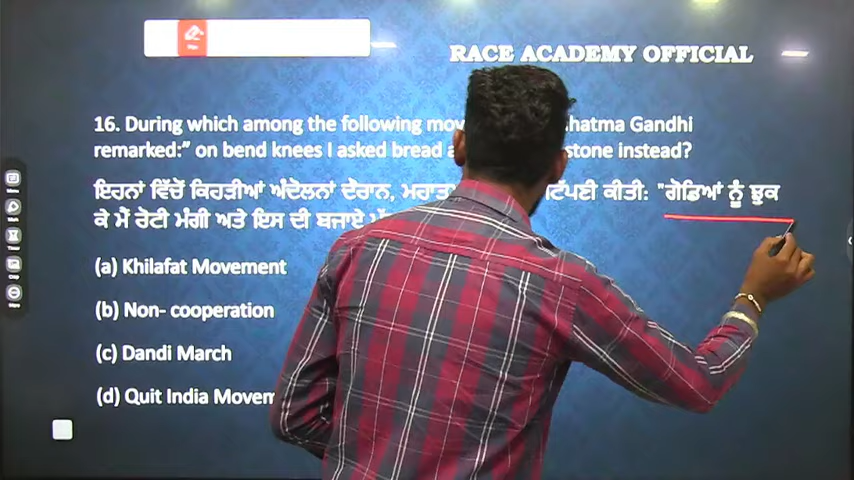 RACE ACADEMY OFFICIAL
16. During which among the following mov hatma Gandhi
remarked:” on bend knees I asked bread stone instead?
ਇਹਨਾਂ ਵਿੱਚੋਂ ਕਿਹੜੀਆਂ ਅੰਦੋਲਨਾਂ ਦੌਰਾਨ, ਮਹਾਤ ਟਿੱਪਣੀ ਕੀਤੀ: "ਗੋਡਿਆਂ ਨੂੰ ਝੁਕ
ਕੇ ਮੈਂ ਰੋਟੀ ਮੰਗੀ ਅਤੇ ਇਸ ਦੀ ਬਜਾਏ
(a) Khilafat Movement
(b) Non- cooperation
(c) Dandi March
(d) Quit India Movem